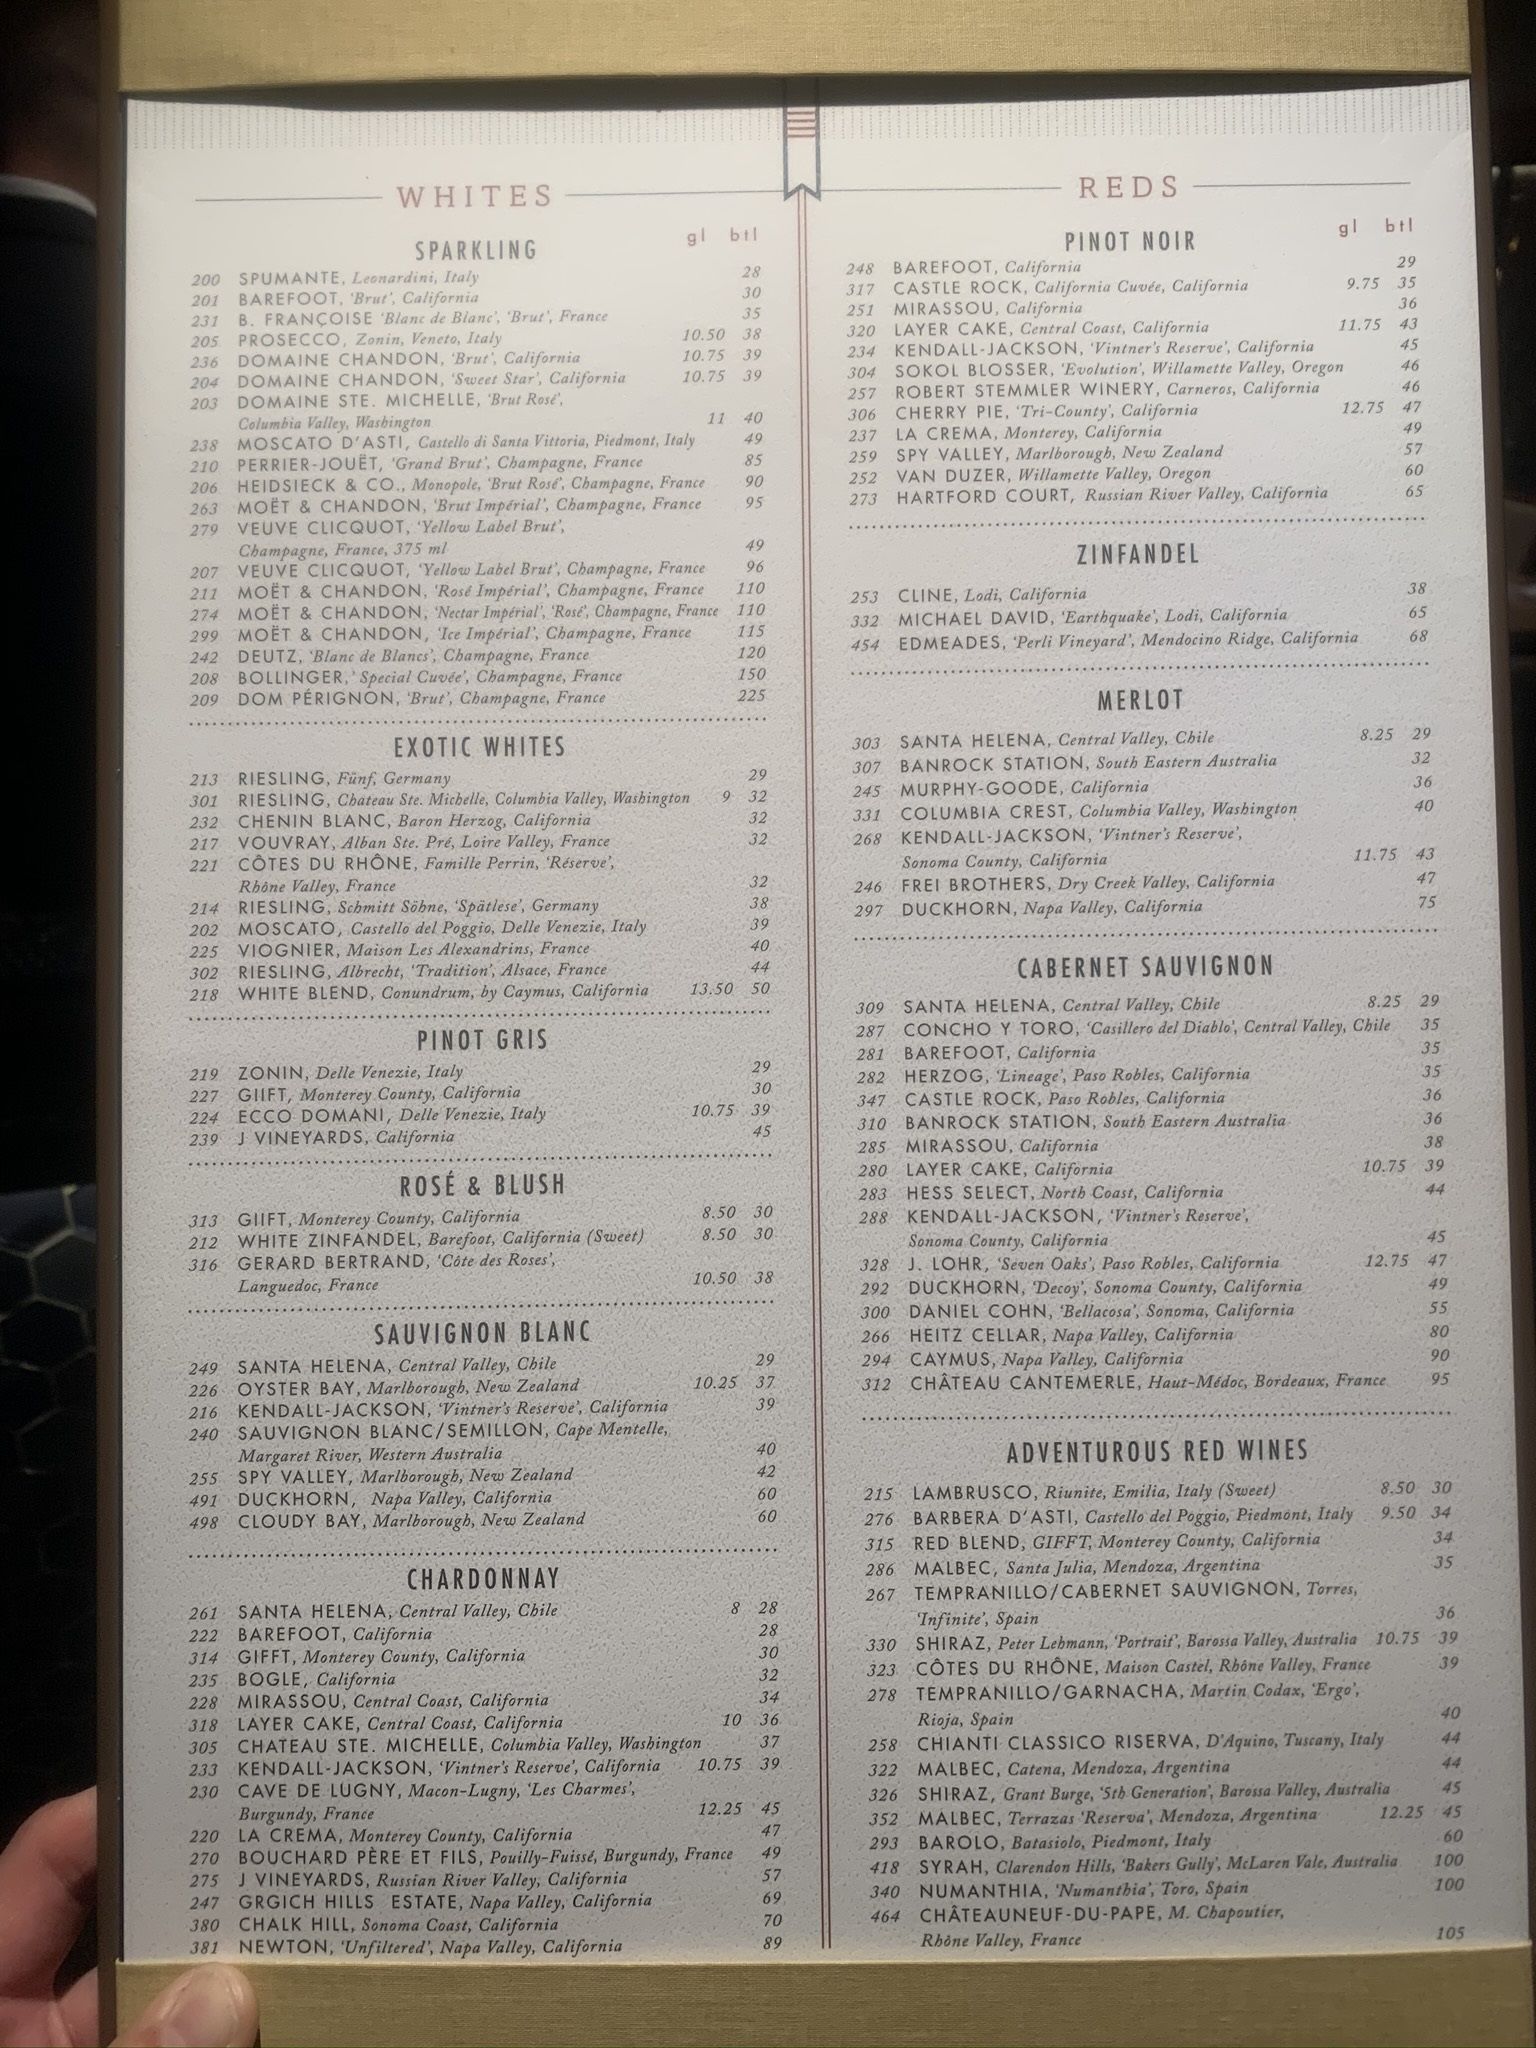 WHITES
gl btl
SPARKLING
200 SPUMANTE, Leonardini, Italy 28
201 BAREFOOT, ‘Brut’, California 30
231 B. FRANÇOISE ‘Blanc de Blanc’, ‘Brut’, France 35
205 PROSECCO, Zonin, Veneto, Italy 10.50 38
236 DOMAINE CHANDON, ‘Brut’, California 10.75 39
204 DOMAINE CHANDON, ‘Sweet Star’, California 10.75 39
203 DOMAINE STE. MICHELLE, ‘Brut Rosé’,
Columbia Valley, Washington 11 40
238 MOSCATO D’ASTI, Castello di Santa Vittoria, Piedmont, Italy 49
210 PERRIER-JOUËT, ‘Grand Brut’, Champagne, France 85
206 HEIDSIECK & CO., Monopole, ‘Brut Rosé’, Champagne, France 90
263 MOËT & CHANDON, ‘Brut Impérial’, Champagne, France 95
279 VEUVE CLICQUOT, ‘Yellow Label Brut’,
Champagne, France, 375 ml 49
207 VEUVE CLICQUOT, ‘Yellow Label Brut’, Champagne, France 96
211 MOËT & CHANDON, ‘Rosé Impérial’, Champagne, France 110
274 MOËT & CHANDON, ‘Nectar Impérial’, ‘Rosé’, Champagne, France 110
299 MOËT & CHANDON, ‘Ice Impérial’, Champagne, France 115
242 DEUTZ, ‘Blanc de Blancs’, Champagne, France 120
208 BOLLINGER,’ Special Cuvée’, Champagne, France 150
209 DOM PÉRIGNON, ‘Brut’, Champagne, France 225
EXOTIC WHITES
213 RIESLING, Fünf, Germany 29
301 RIESLING, Chateau Ste. Michelle, Columbia Valley, Washington 9 32
232 CHENIN BLANC, Baron Herzog, California 32
217 VOUVRAY, Alban Ste. Pré, Loire Valley, France 32
221 CÔTES DU RHÔNE, Famille Perrin, ‘Réserve’,
Rhône Valley, France 32
214 RIESLING, Schmitt Söhne, ‘Spätlese’, Germany 38
202 MOSCATO, Castello del Poggio, Delle Venezie, Italy 39
225 VIOGNIER, Maison Les Alexandrins, France 40
302 RIESLING, Albrecht, ‘Tradition’, Alsace, France 44
218 WHITE BLEND, Conundrum, by Caymus, California 13.50 50
PINOT GRIS
219 ZONIN, Delle Venezie, Italy 29
227 GIIFT, Monterey County, California 30
224 ECCO DOMANI, Delle Venezie, Italy 10.75 39
239 J VINEYARDS, California 45
ROSÉ & BLUSH
313 GIIFT, Monterey County, California 8.50 30
212 WHITE ZINFANDEL, Barefoot, California (Sweet) 8.50 30
316 GERARD BERTRAND, ‘Côte des Roses’,
Languedoc, France 10.50 38
SAUVIGNON BLANC
249 SANTA HELENA, Central Valley, Chile 29
226 OYSTER BAY, Marlborough, New Zealand 10.25 37
216 KENDALL-JACKSON, ‘Vintner’s Reserve’, California 39
240 SAUVIGNON BLANC/SEMILLON, Cape Mentelle,
Margaret River, Western Australia 40
255 SPY VALLEY, Marlborough, New Zealand 42
491 DUCKHORN, Napa Valley, California 60
498 CLOUDY BAY, Marlborough, New Zealand 60
CHARDONNAY
261 SANTA HELENA, Central Valley, Chile 8 28
222 BAREFOOT, California 28
314 GIFFT, Monterey County, California 30
235 BOGLE, California 32
228 MIRASSOU, Central Coast, California 34
318 LAYER CAKE, Central Coast, California 10 36
305 CHATEAU STE. MICHELLE, Columbia Valley, Washington 37
233 KENDALL-JACKSON, ‘Vintner’s Reserve’, California 10.75 39
230 CAVE DE LUGNY, Macon-Lugny, ‘Les Charmes’,
Burgundy, France 12.25 45
220 LA CREMA, Monterey County, California 47
270 BOUCHARD PÈRE ET FILS, Pouilly-Fuissé, Burgundy, France 49
275 J VINEYARDS, Russian River Valley, California 57
247 GRGICH HILLS ESTATE, Napa Valley, California 69
380 CHALK HILL, Sonoma Coast, California 70
381 NEWTON, ‘Unfiltered’, Napa Valley, California 89
REDS
gl btl
PINOT NOIR
248 BAREFOOT, California 29
317 CASTLE ROCK, California Cuvée, California 9.75 35
251 MIRASSOU, California 36
320 LAYER CAKE, Central Coast, California 11.75 43
234 KENDALL-JACKSON, ‘Vintner’s Reserve’, California 45
304 SOKOL BLOSSER, ‘Evolution’, Willamette Valley, Oregon 46
257 ROBERT STEMMLER WINERY, Carneros, California 46
306 CHERRY PIE, ‘Tri-County’, California 12.75 47
237 LA CREMA, Monterey, California 49
259 SPY VALLEY, Marlborough, New Zealand 57
252 VAN DUZER, Willamette Valley, Oregon 60
273 HARTFORD COURT, Russian River Valley, California 65
ZINFANDEL
253 CLINE, Lodi, California 38
332 MICHAEL DAVID, ‘Earthquake’, Lodi, California 65
454 EDMEADES, ‘Perli Vineyard’, Mendocino Ridge, California 68
MERLOT
303 SANTA HELENA, Central Valley, Chile 8.25 29
307 BANROCK STATION, South Eastern Australia 32
245 MURPHY-GOODE, California 36
331 COLUMBIA CREST, Columbia Valley, Washington 40
268 KENDALL-JACKSON, ‘Vintner’s Reserve’,
Sonoma County, California 11.75 43
246 FREI BROTHERS, Dry Creek Valley, California 47
297 DUCKHORN, Napa Valley, California 75
CABERNET SAUVIGNON
309 SANTA HELENA, Central Valley, Chile 8.25 29
287 CONCHO Y TORO, ‘Casillero del Diablo’, Central Valley, Chile 35
281 BAREFOOT, California 35
282 HERZOG, ‘Lineage’, Paso Robles, California 35
347 CASTLE ROCK, Paso Robles, California 36
310 BANROCK STATION, South Eastern Australia 36
285 MIRASSOU, California 38
280 LAYER CAKE, California 10.75 39
283 HESS SELECT, North Coast, California 44
288 KENDALL-JACKSON, ‘Vintner’s Reserve’,
Sonoma County, California 45
328 J. LOHR, ‘Seven Oaks’, Paso Robles, California 12.75 47
292 DUCKHORN, ‘Decoy’, Sonoma County, California 49
300 DANIEL COHN, ‘Bellacosa’, Sonoma, California 55
266 HEITZ CELLAR, Napa Valley, California 80
294 CAYMUS, Napa Valley, California 90
312 CHÂTEAU CANTEMERLE, Haut-Médoc, Bordeaux, France 95
ADVENTUROUS RED WINES
215 LAMBRUSCO, Riunite, Emilia, Italy (Sweet) 8.50 30
276 BARBERA D’ASTI, Castello del Poggio, Piedmont, Italy 9.50 34
315 RED BLEND, GIFFT, Monterey County, California 34
286 MALBEC, Santa Julia, Mendoza, Argentina 35
267 TEMPRANILLO/CABERNET SAUVIGNON, Torres,
‘Infinite’, Spain 36
330 SHIRAZ, Peter Lehmann, ‘Portrait’, Barossa Valley, Australia 10.75 39
323 CÔTES DU RHÔNE, Maison Castel, Rhône Valley, France 39
278 TEMPRANILLO/GARNACHA, Martin Codax, ‘Ergo’,
Rioja, Spain 40
258 CHIANTI CLASSICO RISERVA, D’Aquino, Tuscany, Italy 44
322 MALBEC, Catena, Mendoza, Argentina 44
326 SHIRAZ, Grant Burge, ‘5th Generation’, Barossa Valley, Australia 45
352 MALBEC, Terrazas ‘Reserva’, Mendoza, Argentina 12.25 45
293 BAROLO, Batasiolo, Piedmont, Italy 60
418 SYRAH, Clarendon Hills, ‘Bakers Gully’, McLaren Vale, Australia 100
340 NUMANTHIA, ‘Numanthia’, Toro, Spain 100
464 CHÂTEAUNEUF-DU-PAPE, M. Chapoutier,
Rhône Valley, France 105